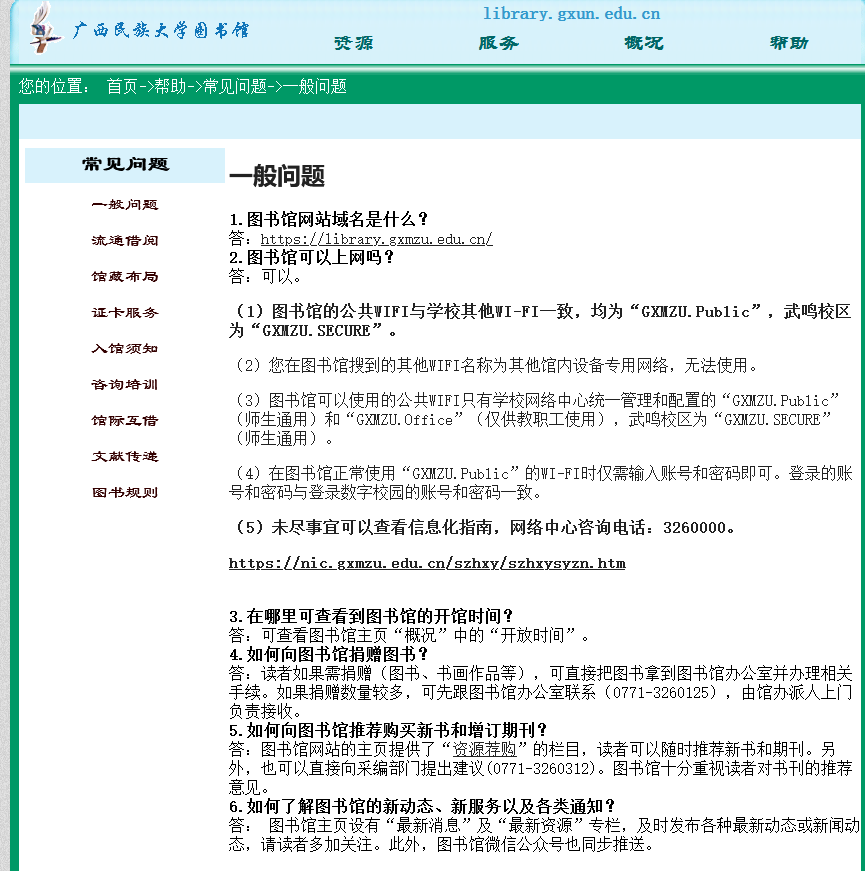 library.gxun.edu.cn
广西民族大学图书馆
资源 服务 概况 帮助
您的位置： 首页->帮助->常见问题->一般问题
常见问题
一般问题
流通借阅
馆藏布局
证卡服务
入馆须知
咨询培训
馆际互借
文献传递
图书规则
一般问题
1.图书馆网站域名是什么？
答：https://library.gxmzu.edu.cn/
2.图书馆可以上网吗？
答：可以。
（1）图书馆的公共WIFI与学校其他WI-FI一致，均为“GXMZU.Public”，武鸣校区
为“GXMZU.SECURE”。
（2）您在图书馆搜到的其他WIFI名称为其他馆内设备专用网络，无法使用。
（3）图书馆可以使用的公共WIFI只有学校网络中心统一管理和配置的“GXMZU.Public”
（师生通用）和“GXMZU.Office”（仅供教职工使用），武鸣校区为“GXMZU.SECURE”
（师生通用）。
（4）在图书馆正常使用“GXMZU.Public”的WI-FI时仅需输入账号和密码即可。登录的账
号和密码与登录数字校园的账号和密码一致。
（5）未尽事宜可以查看信息化指南，网络中心咨询电话：3260000。
https://nic.gxmzu.edu.cn/szhxy/szhxysyzn.htm
3.在哪里可查看到图书馆的开馆时间？
答：可查看图书馆主页“概况”中的“开放时间”。
4.如何向图书馆捐赠图书？
答：读者如果需捐赠（图书、书画作品等），可直接把图书拿到图书馆办公室并办理相关
手续。如果捐赠数量较多，可先跟图书馆办公室联系（0771-3260125），由馆办派人上门
负责接收。
5.如何向图书馆推荐购买新书和增订期刊？
答：图书馆网站的主页提供了“资源荐购”的栏目，读者可以随时推荐新书和期刊。另
外，也可以直接向采编部门提出建议(0771-3260312)。图书馆十分重视读者对书刊的推荐
意见。
6.如何了解图书馆的新动态、新服务以及各类通知？
答： 图书馆主页设有“最新消息”及“最新资源”专栏，及时发布各种最新动态或新闻动
态，请读者多加关注。此外，图书馆微信公众号也同步推送。